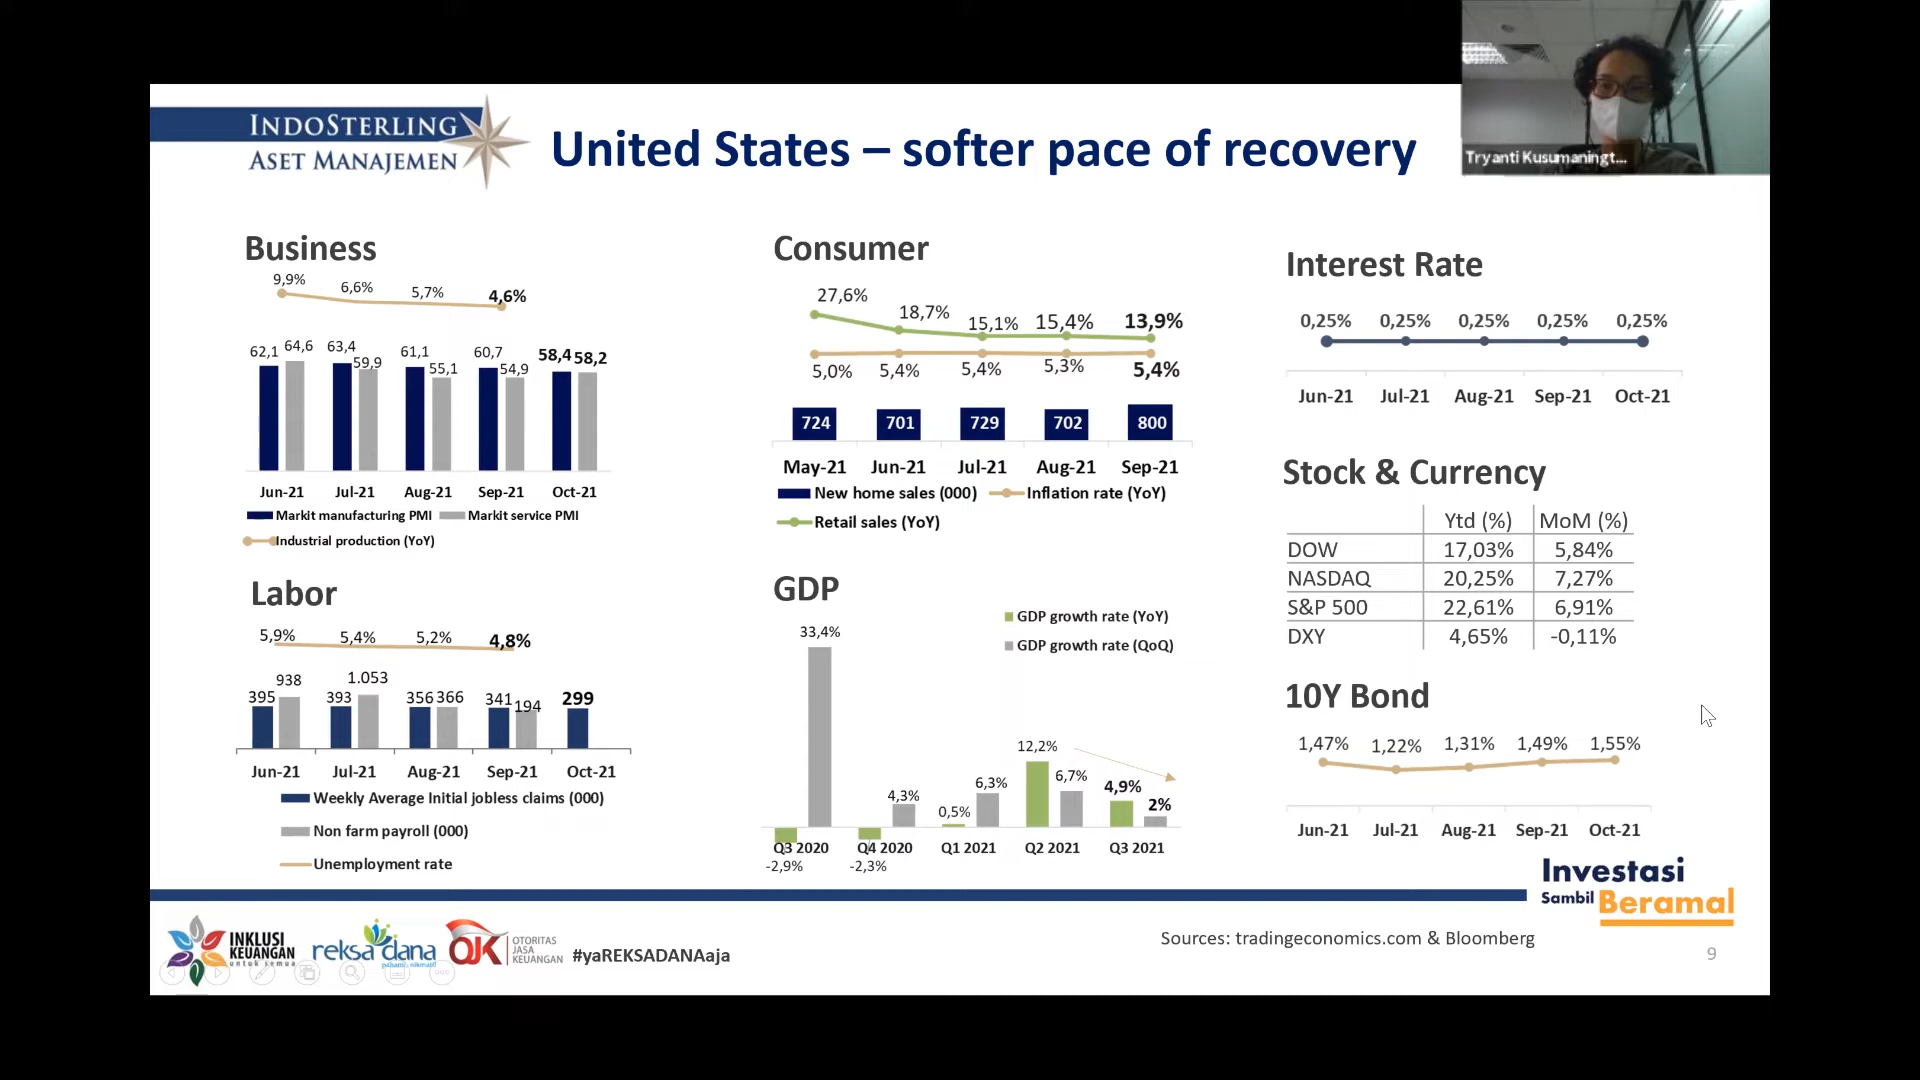 INDOSTERLING
ASET MANAJEMEN
United States – softer pace of recovery
Tryanti Kusumaningt...
Business
9,9% 6,6% 5,7% 4,6%
62,1 64,6 63,4 59,9 61,1 55,1 60,7 54,9 58,4 58,2
Jun-21 Jul-21 Aug-21 Sep-21 Oct-21
Markit manufacturing PMI Markit service PMI
Industrial production (YoY)
Labor
5,9% 5,4% 5,2% 4,8%
395 938 393 1.053 356 366 341 194 299
Jun-21 Jul-21 Aug-21 Sep-21 Oct-21
Weekly Average Initial jobless claims (000)
Non farm payroll (000)
Unemployment rate
Consumer
27,6% 18,7% 15,1% 15,4% 13,9%
5,0% 5,4% 5,4% 5,3% 5,4%
724 701 729 702 800
May-21 Jun-21 Jul-21 Aug-21 Sep-21
New home sales (000) Inflation rate (YoY)
Retail sales (YoY)
GDP
GDP growth rate (YoY)
GDP growth rate (QoQ)
33,4% 4,3% 0,5% 6,3% 12,2% 6,7% 4,9% 2%
Q3 2020 Q4 2020 Q1 2021 Q2 2021 Q3 2021
-2,9% -2,3%
Interest Rate
0,25% 0,25% 0,25% 0,25% 0,25%
Jun-21 Jul-21 Aug-21 Sep-21 Oct-21
Stock & Currency
Ytd (%) MoM (%)
DOW 17,03% 5,84%
NASDAQ 20,25% 7,27%
S&P 500 22,61% 6,91%
DXY 4,65% -0,11%
10Y Bond
1,47% 1,22% 1,31% 1,49% 1,55%
Jun-21 Jul-21 Aug-21 Sep-21 Oct-21
Investasi
Sambil Beramal
INKLUSI
KEUANGAN
untuk semua
reksa dana
pahami, nikmati!
OJK
OTORITAS
JASA
KEUANGAN
#yaREKSADANAaja
Sources: tradingeconomics.com & Bloomberg
9